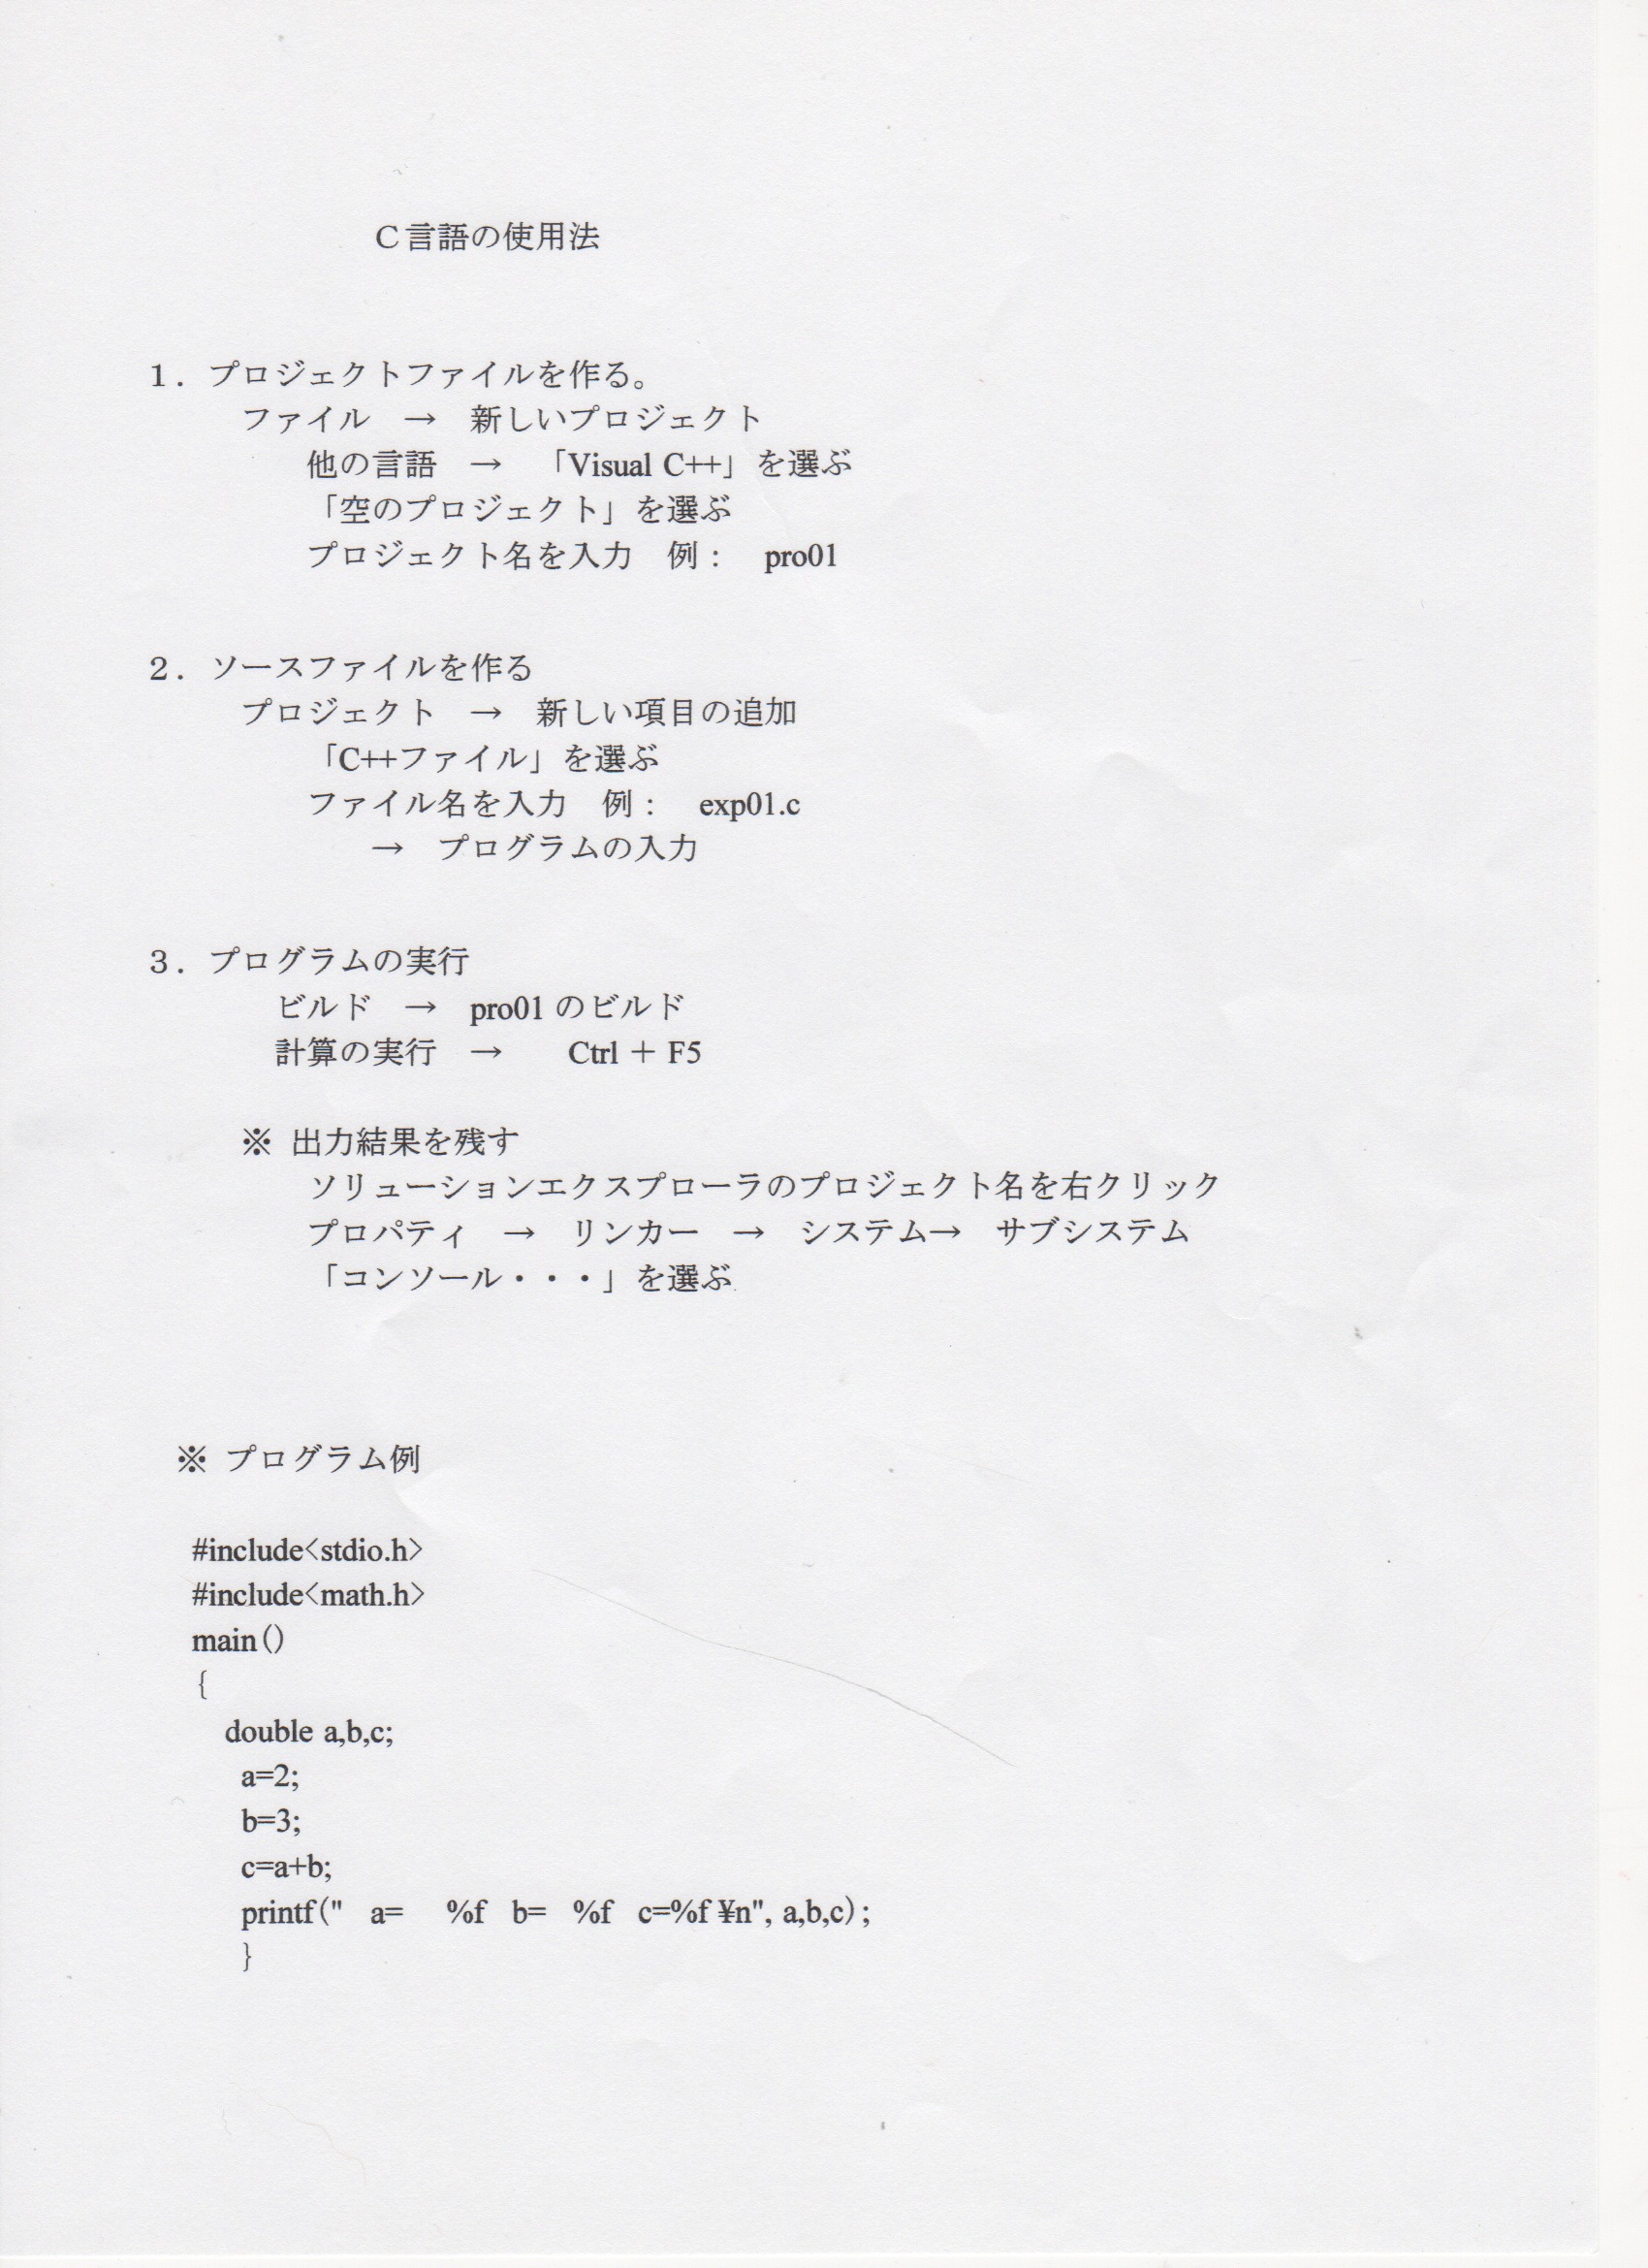 C言語の使用法
１．プロジェクトファイルを作る。
ファイル　→　新しいプロジェクト
他の言語　→　「Visual C++」を選ぶ
「空のプロジェクト」を選ぶ
プロジェクト名を入力　例：　pro01
２．ソースファイルを作る
プロジェクト　→　新しい項目の追加
「C++ファイル」を選ぶ
ファイル名を入力　例：　exp01.c
→　プログラムの入力
３．プログラムの実行
ビルド　→　pro01 のビルド
計算の実行　→　　Ctrl ＋ F5
※ 出力結果を残す
ソリューションエクスプローラのプロジェクト名を右クリック
プロパティ　→　リンカー　→　システム→　サブシステム
「コンソール・・・」を選ぶ
※ プログラム例
#include<stdio.h>
#include<math.h>
main()
{
double a,b,c;
a=2;
b=3;
c=a+b;
printf("   a=     %f   b=   %f   c=%f ¥n", a,b,c);
}